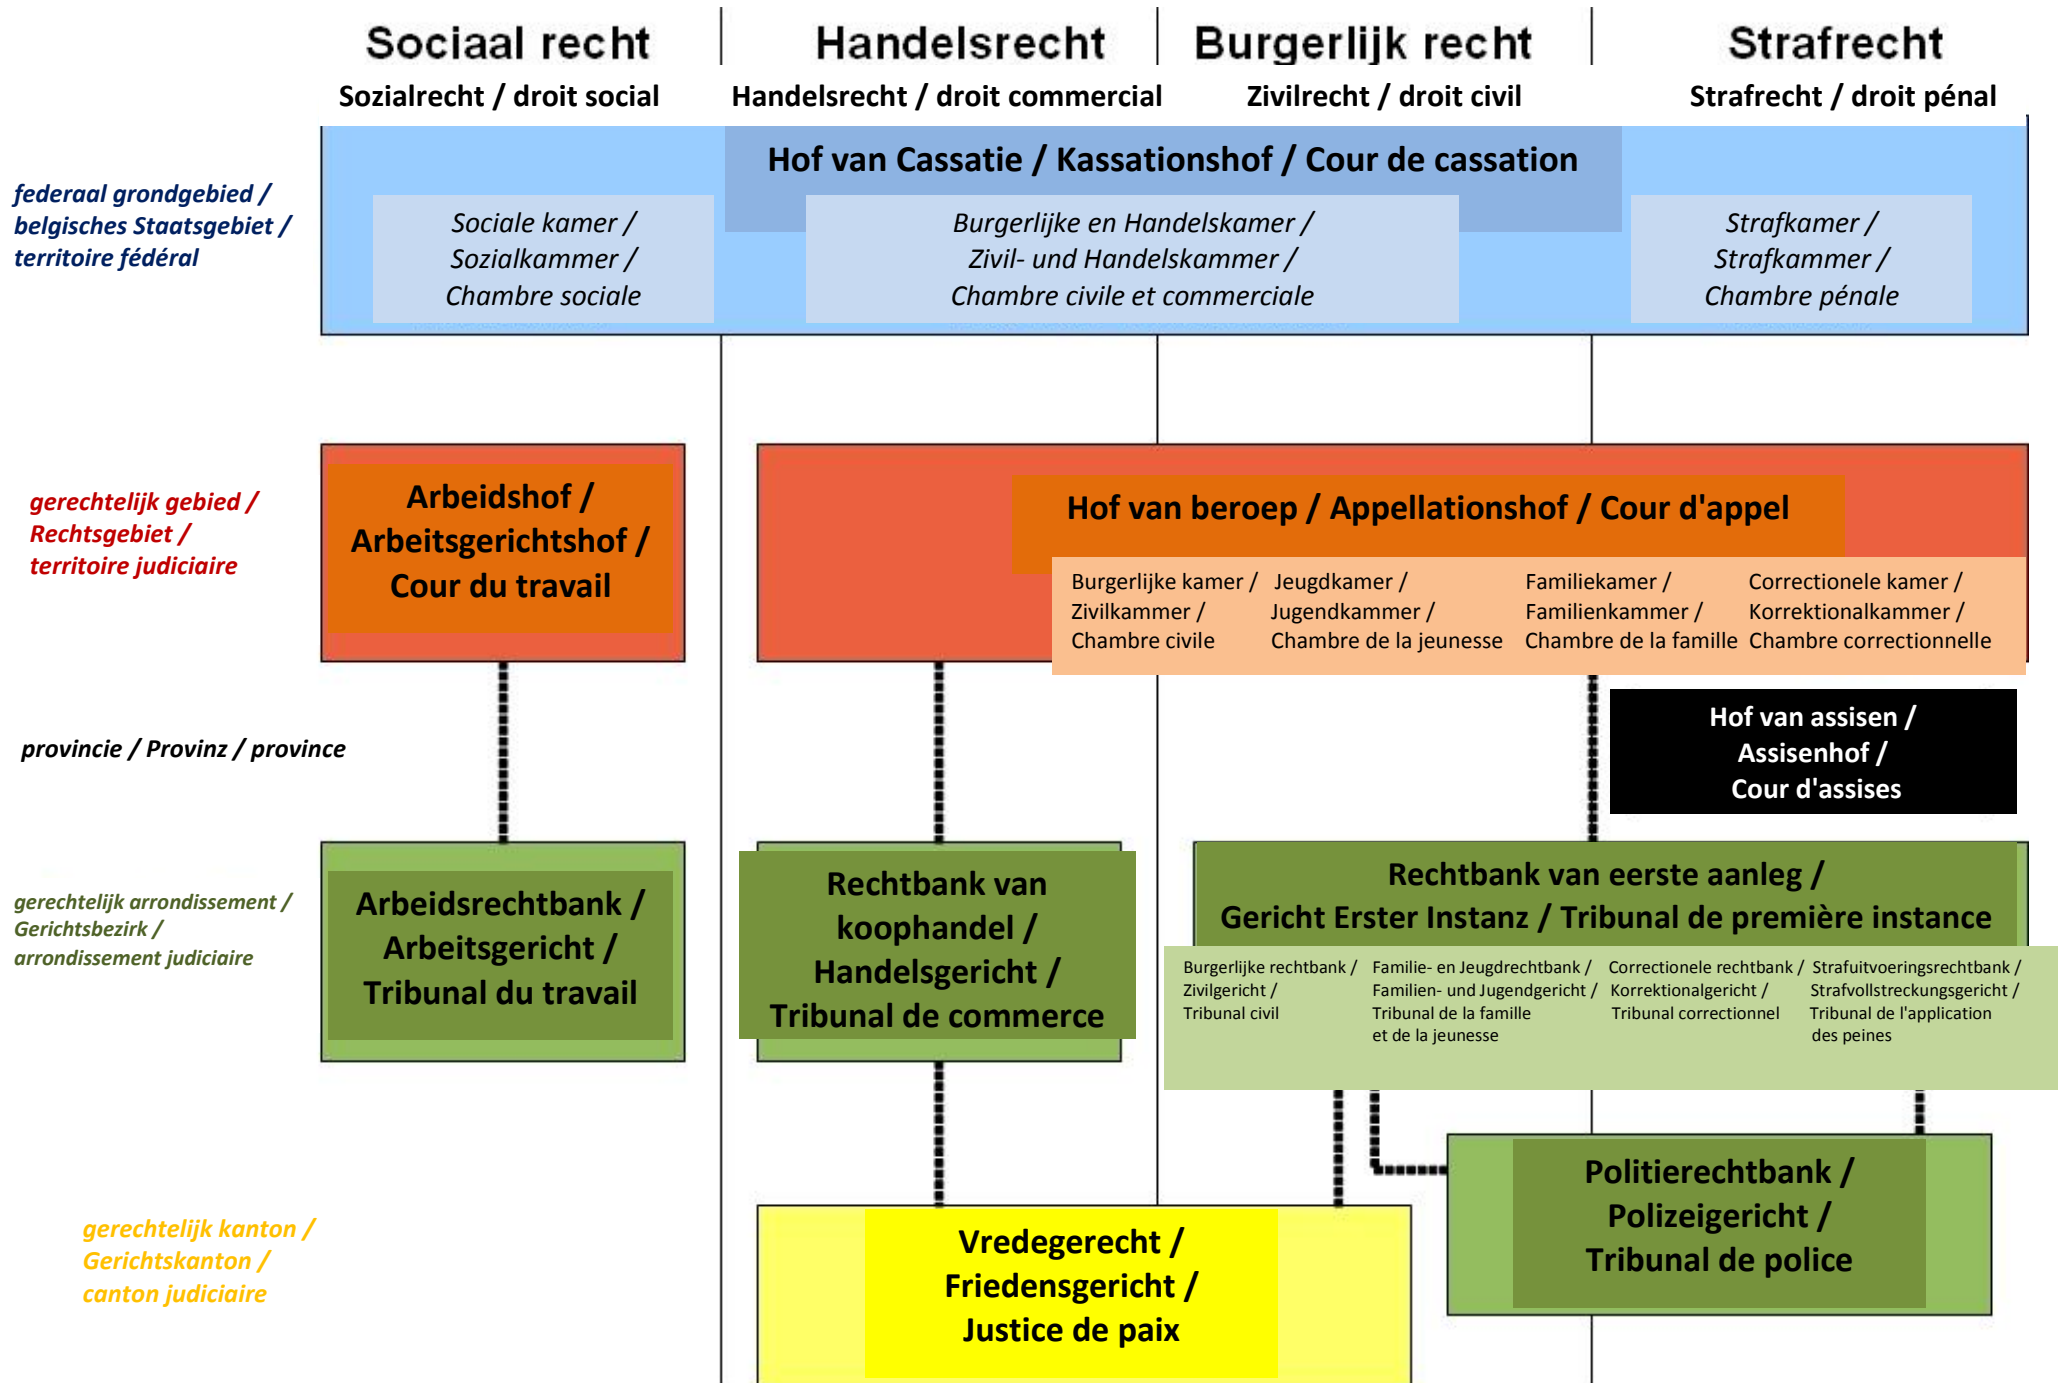 Sociaal recht
Handelsrecht
Burgerlijk recht
Strafrecht
Sozialrecht / droit social
Handelsrecht / droit commercial
Zivilrecht / droit civil
Strafrecht / droit pénal
Hof van Cassatie / Kassationshof / Cour de cassation
federaal grondgebied /
belgisches Staatsgebiet /
territoire fédéral
Sociale kamer /
Sozialkammer /
Chambre sociale
Burgerlijke en Handelskamer /
Zivil- und Handelskammer /
Chambre civile et commerciale
Strafkamer /
Strafkammer /
Chambre pénale
gerechtelijk gebied /
Rechtsgebiet /
territoire judiciaire
Arbeidshof /
Arbeitsgerichtshof /
Cour du travail
Hof van beroep / Appellationshof / Cour d'appel
Burgerlijke kamer /
Zivilkammer /
Chambre civile
Jeugdkamer /
Jugendkammer /
Chambre de la jeunesse
Familiekamer /
Familienkammer /
Chambre de la famille
Correctionele kamer /
Korrektionalkammer /
Chambre correctionnelle
provincie / Provinz / province
Hof van assisen /
Assisenhof /
Cour d'assises
gerechtelijk arrondissement /
Gerichtsbezirk /
arrondissement judiciaire
Arbeidsrechtbank /
Arbeitsgericht /
Tribunal du travail
Rechtbank van
koophandel /
Handelsgericht /
Tribunal de commerce
Rechtbank van eerste aanleg /
Gericht Erster Instanz / Tribunal de première instance
Burgerlijke rechtbank /
Zivilgericht /
Tribunal civil
Familie- en Jeugdrechtbank /
Familien- und Jugendgericht /
Tribunal de la famille
et de la jeunesse
Correctionele rechtbank /
Korrektionalgericht /
Tribunal correctionnel
Strafuitvoeringsrechtbank /
Strafvollstreckungsgericht /
Tribunal de l'application
des peines
Politierechtbank /
Polizeigericht /
Tribunal de police
gerechtelijk kanton /
Gerichtskanton /
canton judiciaire
Vredegerecht /
Friedensgericht /
Justice de paix